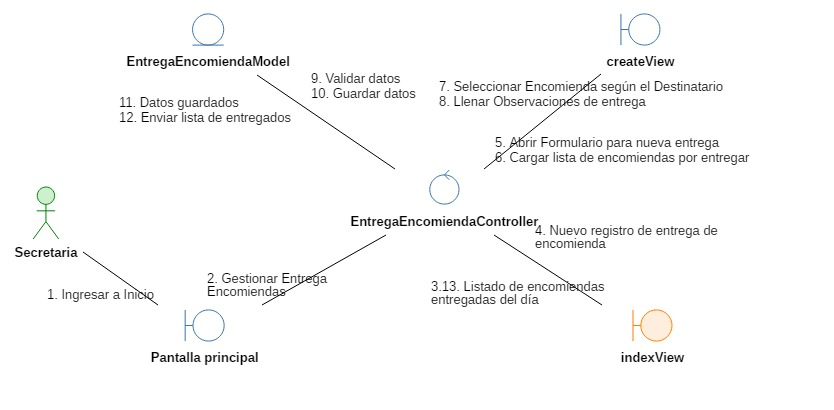 EntregaEncomiendaModel
createView
9. Validar datos
10. Guardar datos
7. Seleccionar Encomienda según el Destinatario
8. Llenar Observaciones de entrega
11. Datos guardados
12. Enviar lista de entregados
5. Abrir Formulario para nueva entrega
6. Cargar lista de encomiendas por entregar
EntregaEncomiendaController
4. Nuevo registro de entrega de
encomienda
Secretaria
1. Ingresar a Inicio
2. Gestionar Entrega
Encomiendas
3.13. Listado de encomiendas
entregadas del día
Pantalla principal
indexView